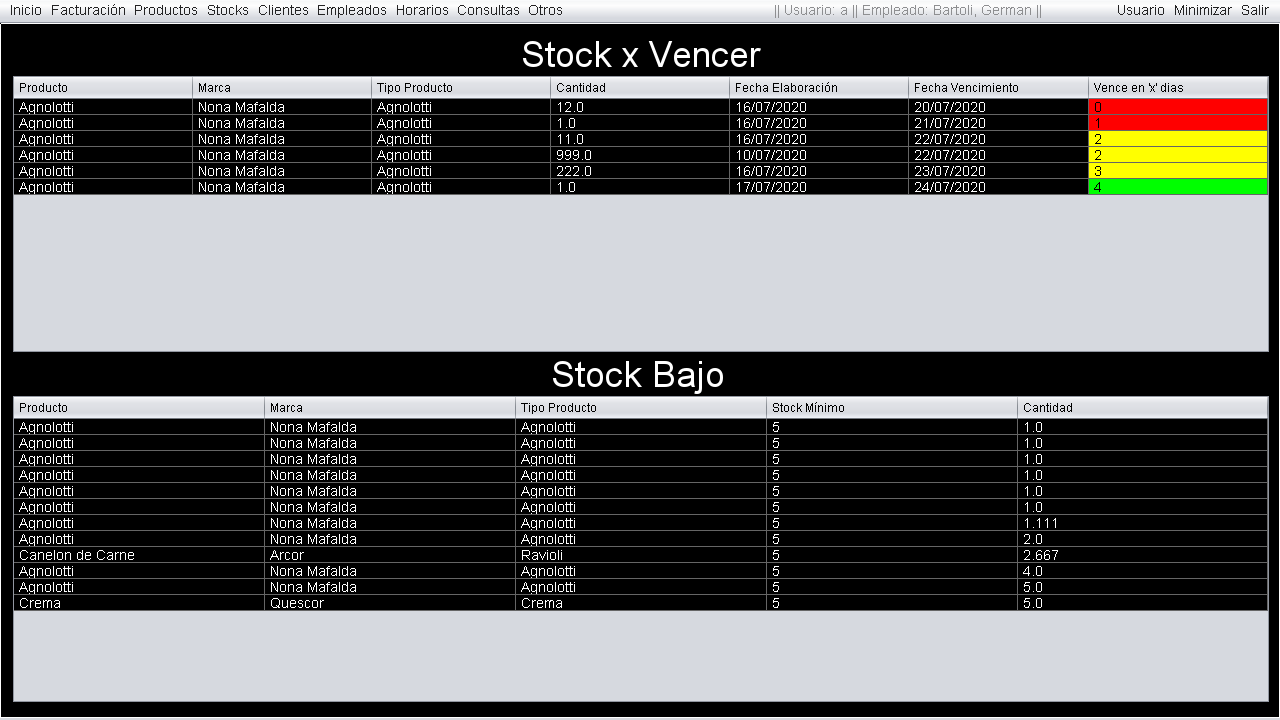 Inicio Facturación Productos Stocks Clientes Empleados Horarios Consultas Otros || Usuario: a || Empleado: Bartoli, German || Usuario Minimizar Salir
Stock x Vencer
Producto Marca Tipo Producto Cantidad Fecha Elaboración Fecha Vencimiento Vence en 'x' dias
Agnolotti Nona Mafalda Agnolotti 12.0 16/07/2020 20/07/2020 0
Agnolotti Nona Mafalda Agnolotti 1.0 16/07/2020 21/07/2020 1
Agnolotti Nona Mafalda Agnolotti 11.0 16/07/2020 22/07/2020 2
Agnolotti Nona Mafalda Agnolotti 999.0 10/07/2020 22/07/2020 2
Agnolotti Nona Mafalda Agnolotti 222.0 16/07/2020 23/07/2020 3
Agnolotti Nona Mafalda Agnolotti 1.0 17/07/2020 24/07/2020 4
Stock Bajo
Producto Marca Tipo Producto Stock Mínimo Cantidad
Agnolotti Nona Mafalda Agnolotti 5 1.0
Agnolotti Nona Mafalda Agnolotti 5 1.0
Agnolotti Nona Mafalda Agnolotti 5 1.0
Agnolotti Nona Mafalda Agnolotti 5 1.0
Agnolotti Nona Mafalda Agnolotti 5 1.0
Agnolotti Nona Mafalda Agnolotti 5 1.0
Agnolotti Nona Mafalda Agnolotti 5 1.111
Agnolotti Nona Mafalda Agnolotti 5 2.0
Canelon de Carne Arcor Ravioli 5 2.667
Agnolotti Nona Mafalda Agnolotti 5 4.0
Agnolotti Nona Mafalda Agnolotti 5 5.0
Crema Quescor Crema 5 5.0